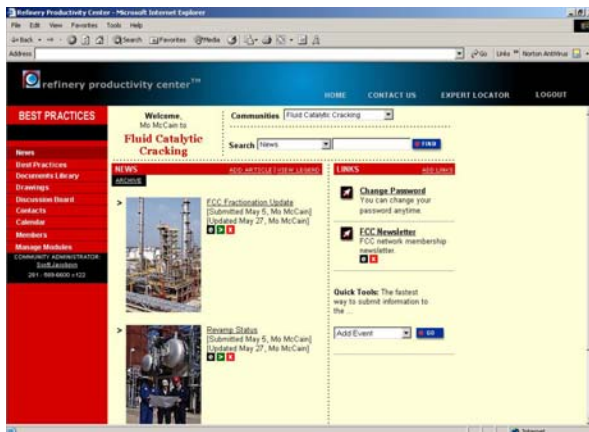 Refinery Productivity Center - Microsoft Internet Explorer
File Edit View Favorites Tools Help
Back Search Favorites Media
Address Go Links Norton AntiVirus
refinery productivity center™
HOME CONTACT US EXPERT LOCATOR LOGOUT
BEST PRACTICES
Welcome,
Mo McCain to
Fluid Catalytic
Cracking
Communities Fluid Catalytic Cracking
Search News FIND
News
Best Practices
Documents Library
Drawings
Discussion Board
Contacts
Calendar
Members
Manage Modules
COMMUNITY ADMINISTRATOR:
Scott Jackson
281 -
NEWS ADD ARTICLE | VIEW LEGEND
ARCHIVE
> FCC Fractionation Update
[Submitted May 5, Mo McCain]
[Updated May 27, Mo McCain]
> Revamp Status
[Submitted May 5, Mo McCain]
[Updated May 27, Mo McCain]
LINKS ADD LINKS
Change Password
You can change your
password anytime.
FCC Newsletter
FCC network membership
newsletter.
Quick Tools: The fastest
way to submit information to
the ...
Add Event GO
Internet